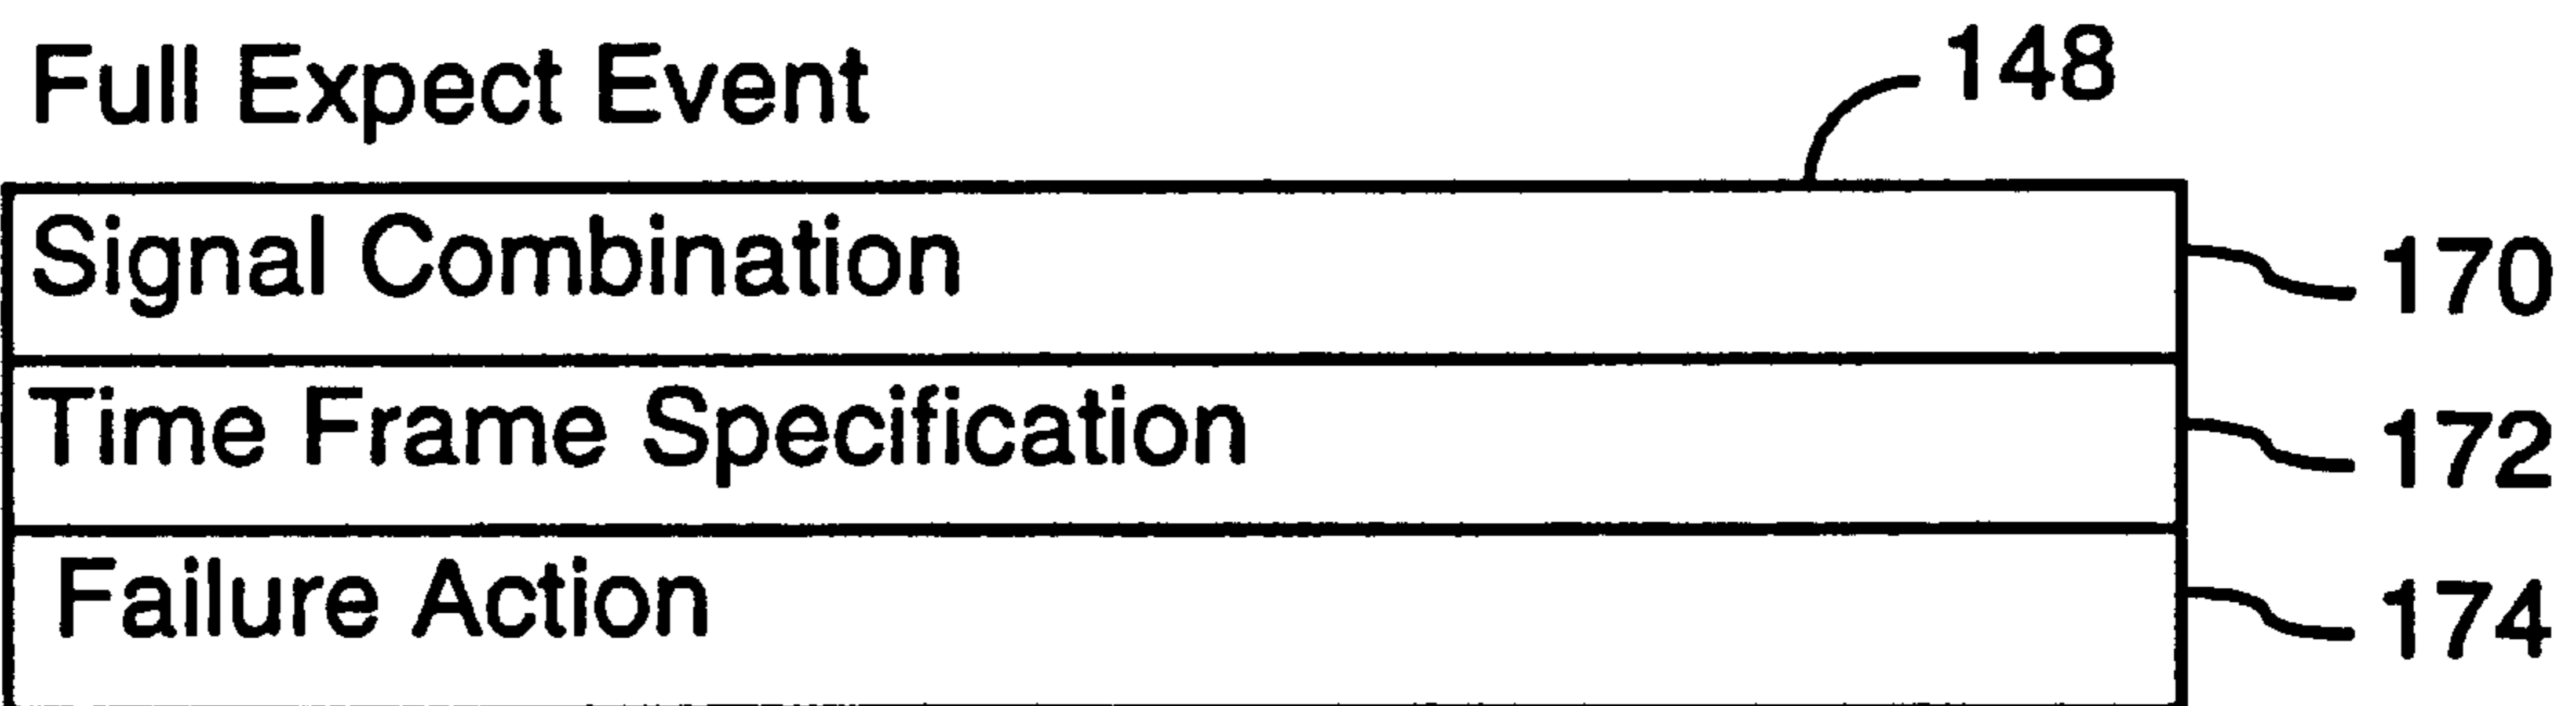 Full Expect Event
148
Signal Combination
170
Time Frame Specification
172
Failure Action
174